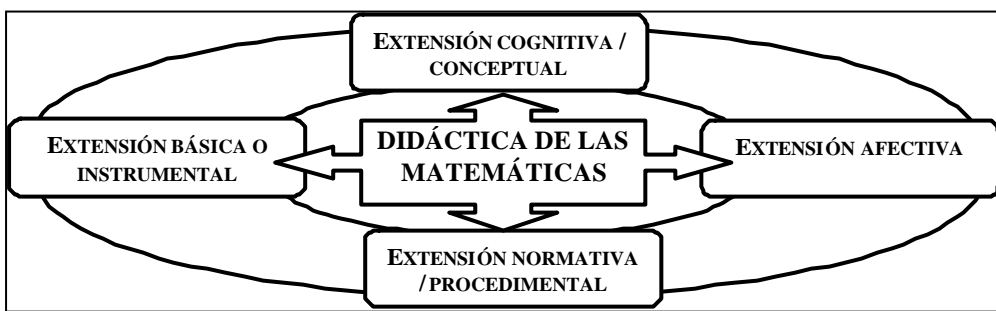 EXTENSIÓN COGNITIVA /
CONCEPTUAL
EXTENSIÓN BÁSICA O
INSTRUMENTAL
DIDÁCTICA DE LAS
MATEMÁTICAS
EXTENSIÓN AFECTIVA
EXTENSIÓN NORMATIVA
/ PROCEDIMENTAL